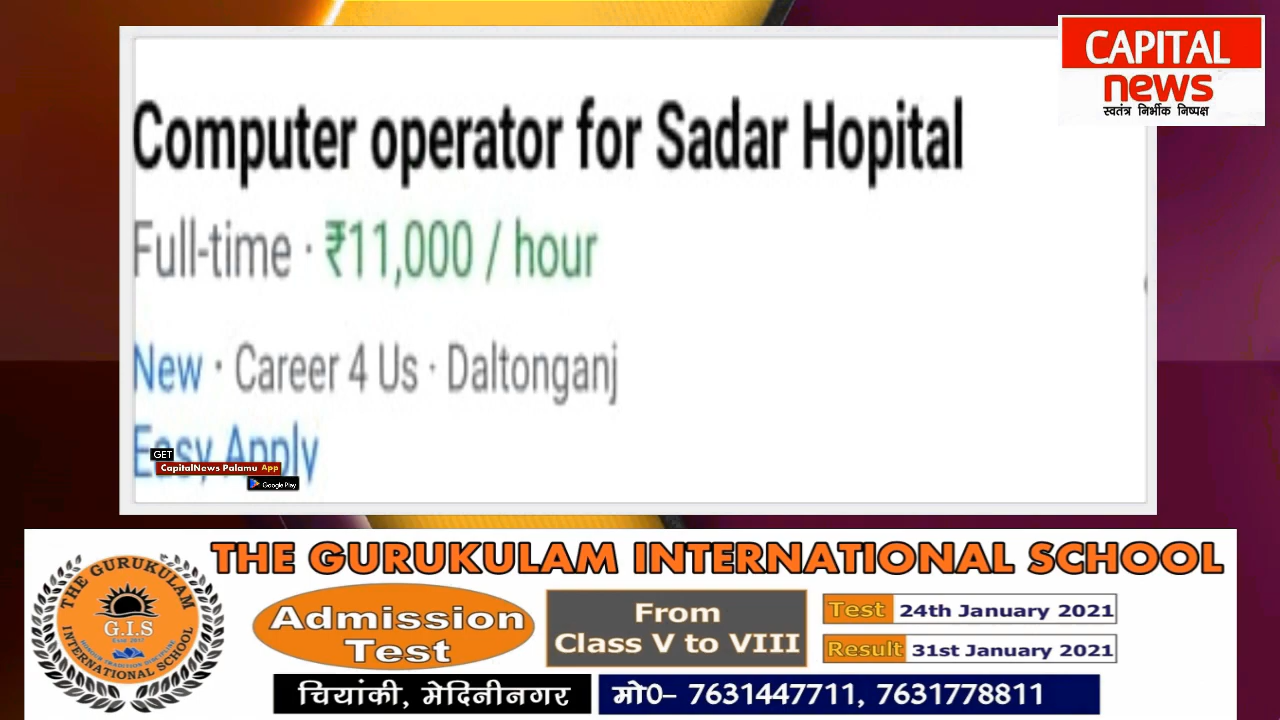 CAPITAL
news
स्वतंत्र निर्भीक निष्पक्ष
Computer operator for Sadar Hopital
Full-time · ₹11,000 / hour
New · Career 4 Us · Daltonganj
Easy Apply
GET
CapitalNews Palamu App
Google Play
THE GURUKULAM INTERNATIONAL SCHOOL
THE GURUKULAM
G.I.S
INTERNATIONAL SCHOOL
Admission
Test
From
Class V to VIII
Test 24th January 2021
Result 31st January 2021
चियांकी, मेदिनीनगर
मो0– 7631447711, 7631778811